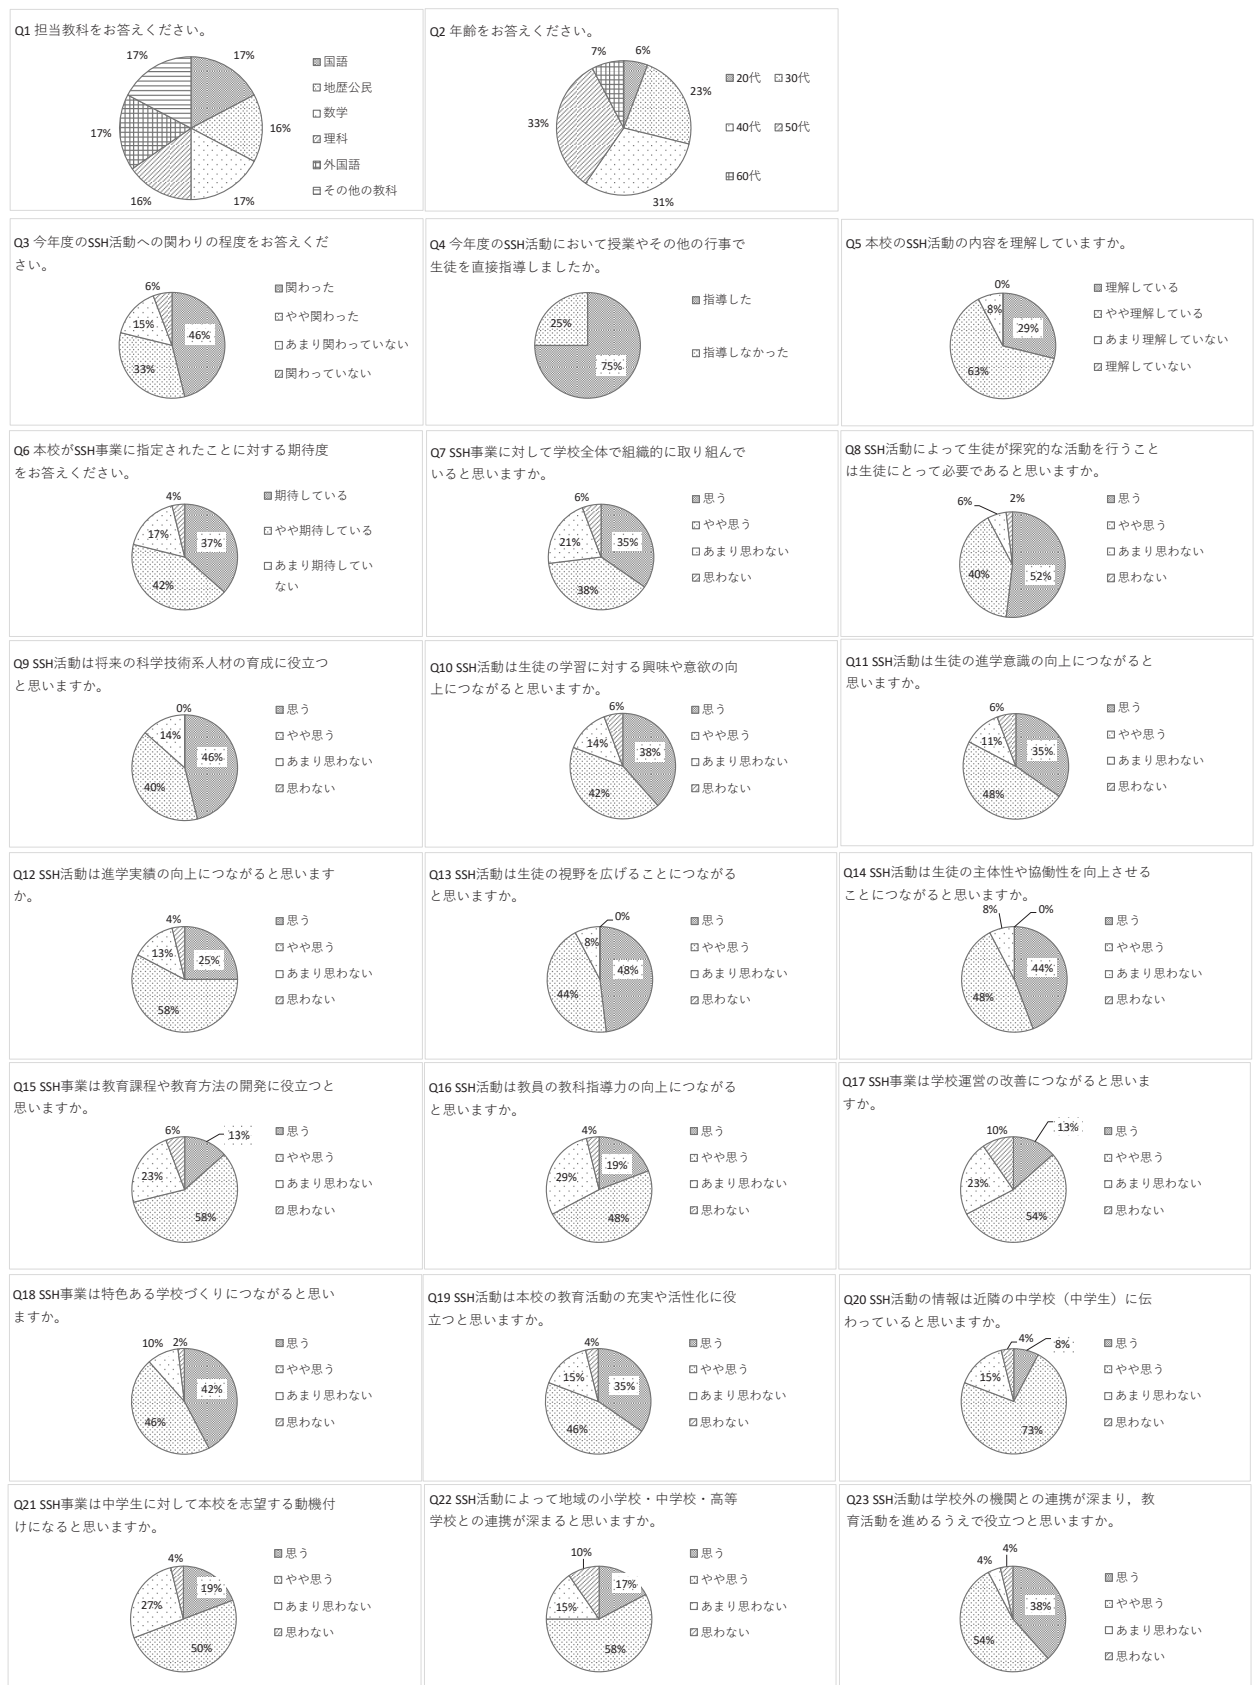 Q1 担当教科をお答えください。
17%
17%
16%
17%
16%
17%
国語
地歴公民
数学
理科
外国語
その他の教科
Q2 年齢をお答えください。
7%
6%
23%
33%
31%
20代 30代
40代 50代
60代
Q3 今年度のSSH活動への関わりの程度をお答えくだ
さい。
6%
15%
46%
33%
関わった
やや関わった
あまり関わっていない
関わっていない
Q4 今年度のSSH活動において授業やその他の行事で
生徒を直接指導しましたか。
25%
75%
指導した
指導しなかった
Q5 本校のSSH活動の内容を理解していますか。
0%
8%
29%
63%
理解している
やや理解している
あまり理解していない
理解していない
Q6 本校がSSH事業に指定されたことに対する期待度
をお答えください。
4%
17%
37%
42%
期待している
やや期待している
あまり期待してい
ない
Q7 SSH事業に対して学校全体で組織的に取り組んで
いると思いますか。
6%
21%
35%
38%
思う
やや思う
あまり思わない
思わない
Q8 SSH活動によって生徒が探究的な活動を行うこと
は生徒にとって必要であると思いますか。
6%
2%
40%
52%
思う
やや思う
あまり思わない
思わない
Q9 SSH活動は将来の科学技術系人材の育成に役立つ
と思いますか。
0%
14%
46%
40%
思う
やや思う
あまり思わない
思わない
Q10 SSH活動は生徒の学習に対する興味や意欲の向
上につながると思いますか。
6%
14%
38%
42%
思う
やや思う
あまり思わない
思わない
Q11 SSH活動は生徒の進学意識の向上につながると
思いますか。
6%
11%
35%
48%
思う
やや思う
あまり思わない
思わない
Q12 SSH活動は進学実績の向上につながると思います
か。
4%
13%
25%
58%
思う
やや思う
あまり思わない
思わない
Q13 SSH活動は生徒の視野を広げることにつながる
と思いますか。
0%
8%
48%
44%
思う
やや思う
あまり思わない
思わない
Q14 SSH活動は生徒の主体性や協働性を向上させる
ことにつながると思いますか。
8%
0%
44%
48%
思う
やや思う
あまり思わない
思わない
Q15 SSH事業は教育課程や教育方法の開発に役立つと
思いますか。
6%
13%
23%
58%
思う
やや思う
あまり思わない
思わない
Q16 SSH活動は教員の教科指導力の向上につながる
と思いますか。
4%
19%
29%
48%
思う
やや思う
あまり思わない
思わない
Q17 SSH事業は学校運営の改善につながると思いま
すか。
10%
13%
23%
54%
思う
やや思う
あまり思わない
思わない
Q18 SSH事業は特色ある学校づくりにつながると思い
ますか。
10%
2%
42%
46%
思う
やや思う
あまり思わない
思わない
Q19 SSH活動は本校の教育活動の充実や活性化に役
立つと思いますか。
4%
15%
35%
46%
思う
やや思う
あまり思わない
思わない
Q20 SSH活動の情報は近隣の中学校（中学生）に伝
わっていると思いますか。
4%
8%
15%
73%
思う
やや思う
あまり思わない
思わない
Q21 SSH事業は中学生に対して本校を志望する動機付
けになると思いますか。
4%
19%
27%
50%
思う
やや思う
あまり思わない
思わない
Q22 SSH活動によって地域の小学校・中学校・高等
学校との連携が深まると思いますか。
10%
17%
15%
58%
思う
やや思う
あまり思わない
思わない
Q23 SSH活動は学校外の機関との連携が深まり，教
育活動を進めるうえで役立つと思いますか。
4%
4%
38%
54%
思う
やや思う
あまり思わない
思わない